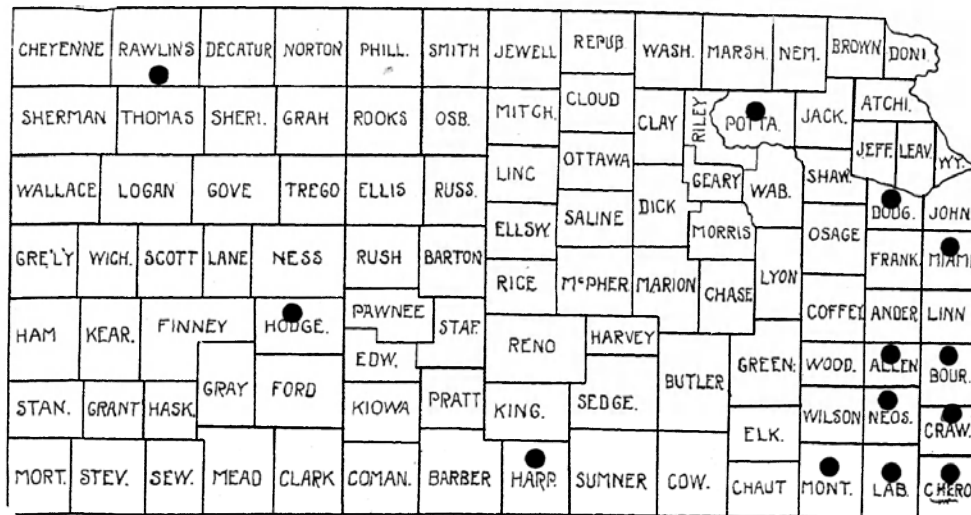 CHEYENNE RAWLINS DECATUR NORTON PHILL. SMITH JEWELL REPUB. WASH. MARSH. NEM. BROWN DONI.
SHERMAN THOMAS SHERI. GRAH ROOKS OSB. MITCH. CLOUD CLAY RILEY POTTA. JACK. ATCHI.
JEFF. LEAV. WY.
WALLACE LOGAN GOVE TREGO ELLIS RUSS. LINC OTTAWA DICK GEARY WAB. SHAW. DOUG. JOHN.
ELLSW. SALINE MORRIS OSAGE
GRE'LY WICH. SCOTT LANE NESS RUSH BARTON RICE McPHER MARION CHASE LYON FRANK. MIAMI
HAM KEAR. FINNEY HODGE. PAWNEE STAF. RENO HARVEY COFFEY ANDER LINN
EDW. BUTLER GREEN. WOOD. ALLEN BOUR.
STAN. GRANT HASK. GRAY FORD KIOWA PRATT KING. SEDGE. ELK. WILSON NEOS. CRAW.
MORT. STEV. SEW. MEAD CLARK COMAN. BARBER HARP. SUMNER COW. CHAUT MONT. LAB. CHERO